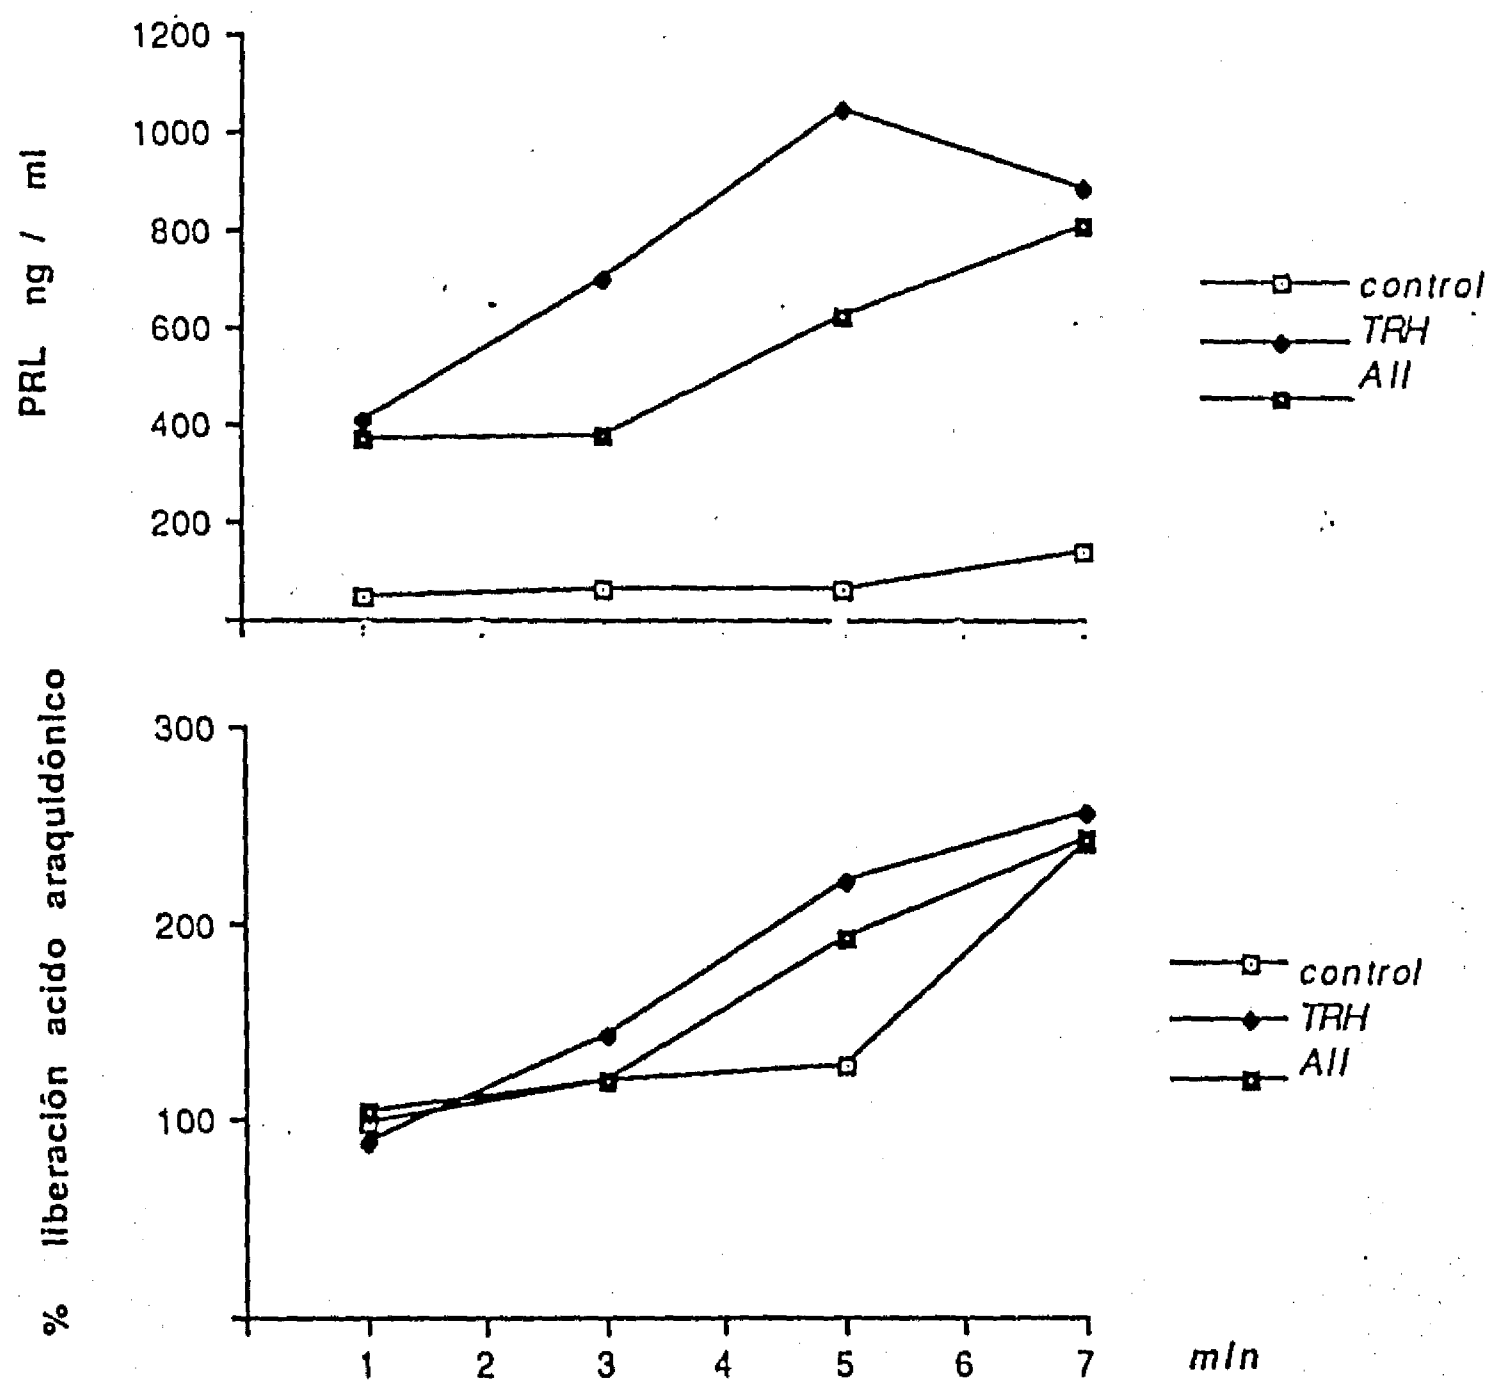 PRL ng / ml
1200
1000
800
600
400
200
control
TRH
AII
% liberación acido araquidónico
300
200
100
control
TRH
AII
1 2 3 4 5 6 7 min